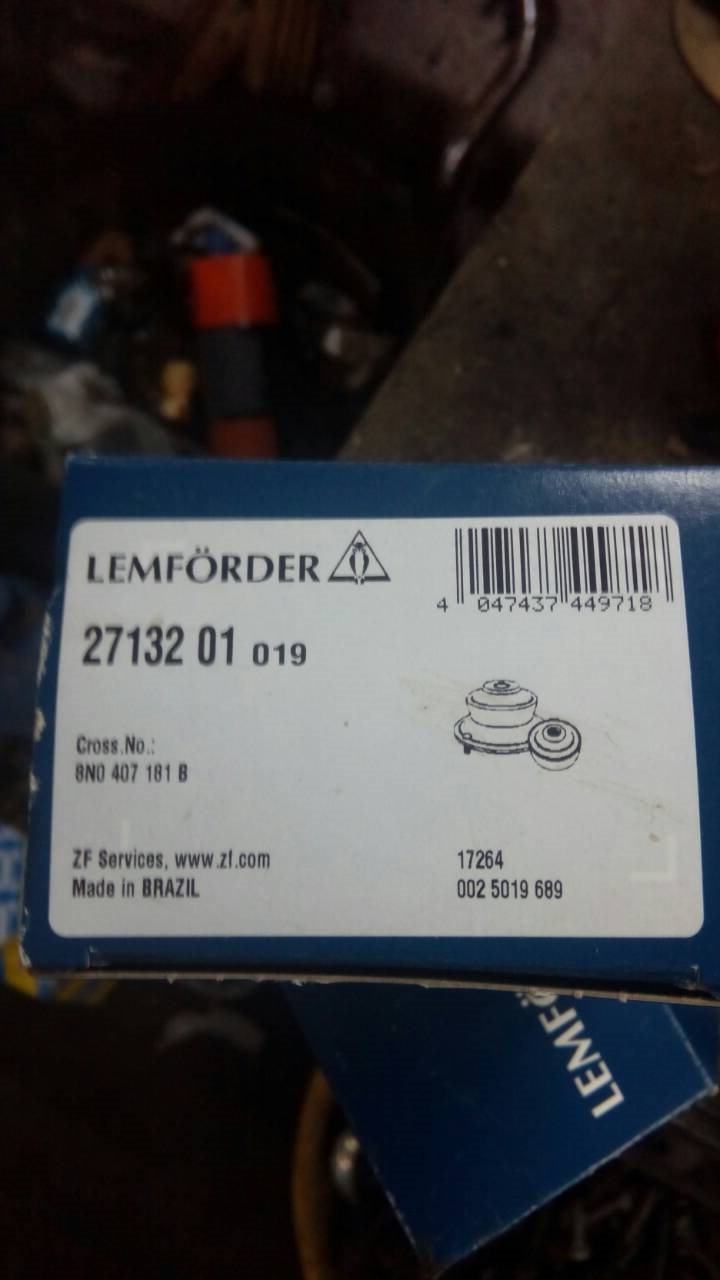 LEMFÖRDER
4 047437 449718
27132 01 019
Cross.No.:
8N0 407 181 B
ZF Services, www.zf.com
Made in BRAZIL
17264
002 5019 689
LEMFÖ